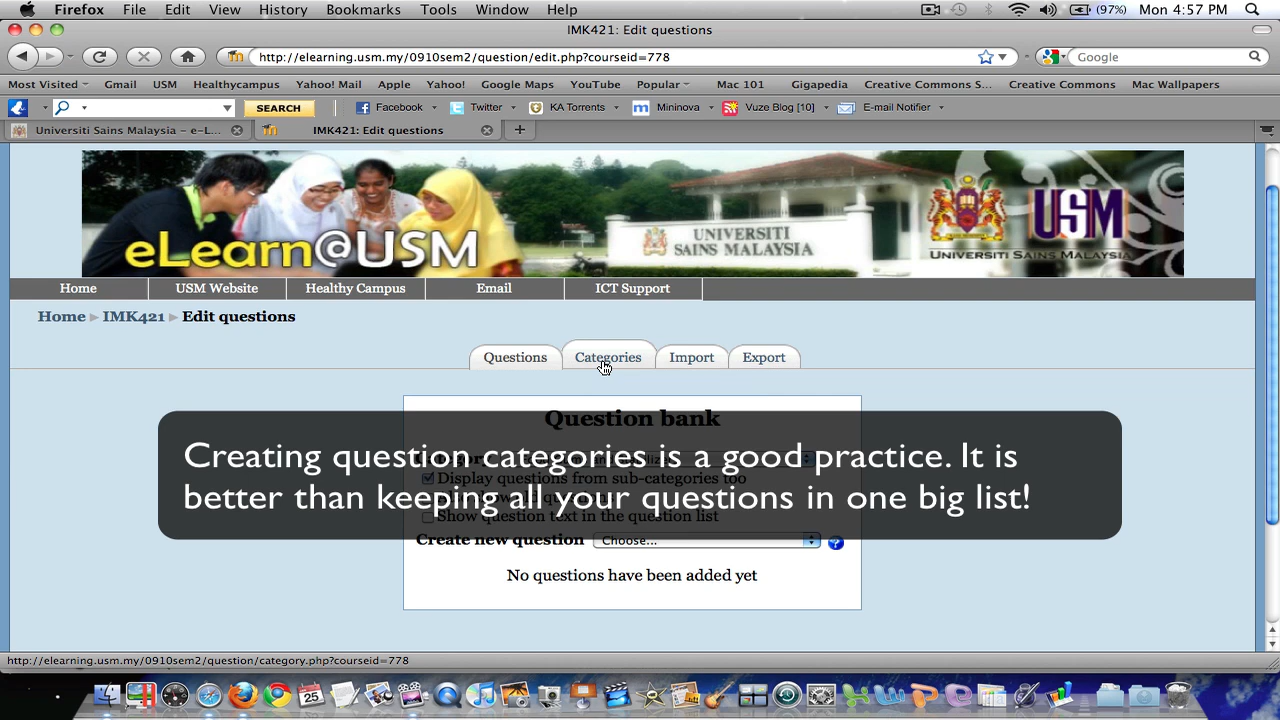 Firefox File Edit View History Bookmarks Tools Window Help (97%) Mon 4:57 PM
IMK421: Edit questions
http://elearning.usm.my/0910sem2/question/edit.php?courseid=778 Google
Most Visited Gmail USM Healthycampus Yahoo! Mail Apple Yahoo! Google Maps YouTube Popular Mac 101 Gigapedia Creative Commons S... Creative Commons Mac Wallpapers
SEARCH Facebook Twitter KA Torrents Mininova Vuze Blog [10] E-mail Notifier
Universiti Sains Malaysia – e-L... IMK421: Edit questions
eLearn@USM
UNIVERSITI
SAINS MALAYSIA
USM
UNIVERSITI SAINS MALAYSIA
Home USM Website Healthy Campus Email ICT Support
Home IMK421 Edit questions
Questions Categories Import Export
Question bank
Creating question categories is a good practice. It is
better than keeping all your questions in one big list!
Display questions from sub-categories too
Show question text in the question list
Create new question Choose...
No questions have been added yet
http://elearning.usm.my/0910sem2/question/category.php?courseid=778
25